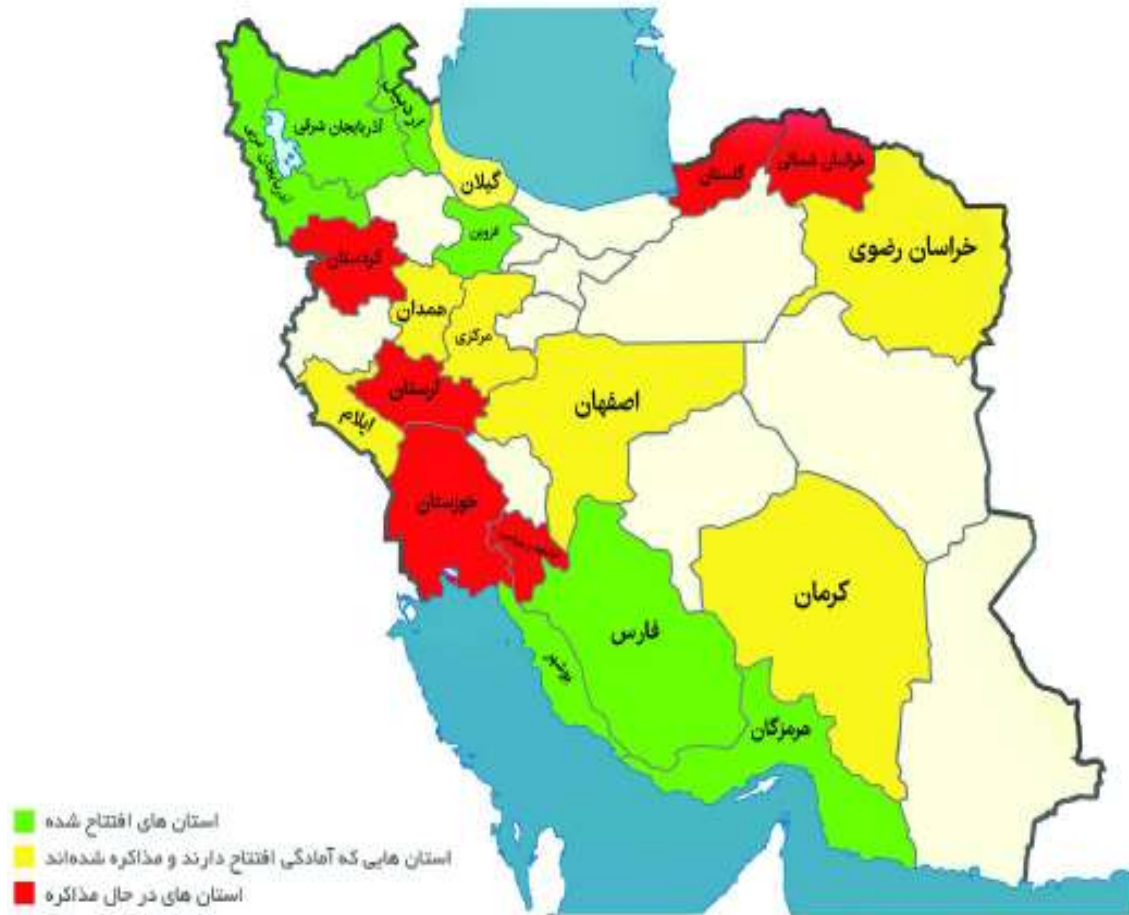 اردبیل
آذربایجان شرقی
آذربایجان غربی
گیلان
خراسان شمالی
گلستان
قزوین
خراسان رضوی
کردستان
همدان
مرکزی
لرستان
اصفهان
ایلام
خوزستان
کرمان
فارس
بوشهر
هرمزگان
استان های افتتاح شده
استان هایی که آمادگی افتتاح دارند و مذاکره شده‌اند
استان های در حال مذاکره